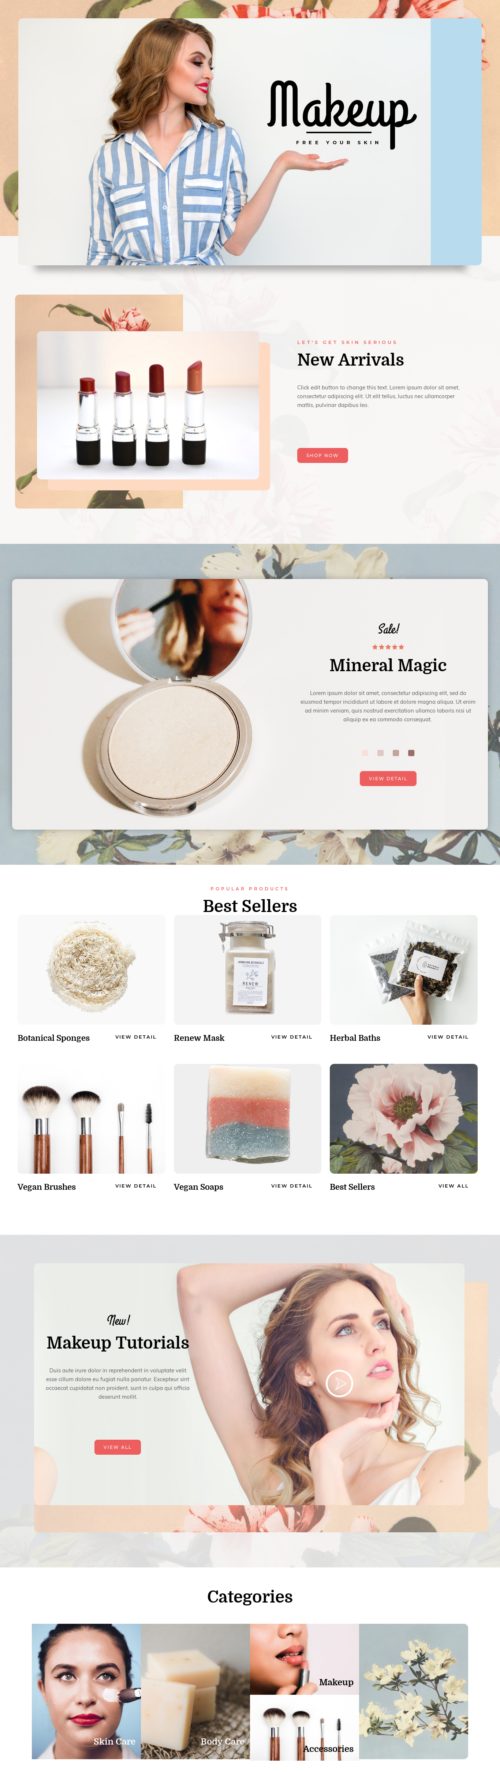 Makeup
FREE YOUR SKIN
LET'S GET SKIN SERIOUS
New Arrivals
Click edit button to change this text. Lorem ipsum dolor sit amet,
consectetur adipiscing elit. Ut elit tellus, luctus nec ullamcorper
mattis, pulvinar dapibus leo.
SHOP NOW
Sale!
Mineral Magic
Lorem ipsum dolor sit amet, consectetur adipiscing elit, sed do
eiusmod tempor incididunt ut labore et dolore magna aliqua. Ut enim
ad minim veniam, quis nostrud exercitation ullamco laboris nisi ut
aliquip ex ea commodo consequat.
VIEW DETAIL
POPULAR PRODUCTS
Best Sellers
RENEW
Botanical Sponges VIEW DETAIL
Renew Mask VIEW DETAIL
Herbal Baths VIEW DETAIL
Vegan Brushes VIEW DETAIL
Vegan Soaps VIEW DETAIL
Best Sellers VIEW ALL
New!
Makeup Tutorials
Duis aute irure dolor in reprehenderit in voluptate velit
esse cillum dolore eu fugiat nulla pariatur. Excepteur sint
occaecat cupidatat non proident, sunt in culpa qui officia
deserunt mollit.
VIEW ALL
Categories
Skin Care
Body Care
Makeup
Accessories